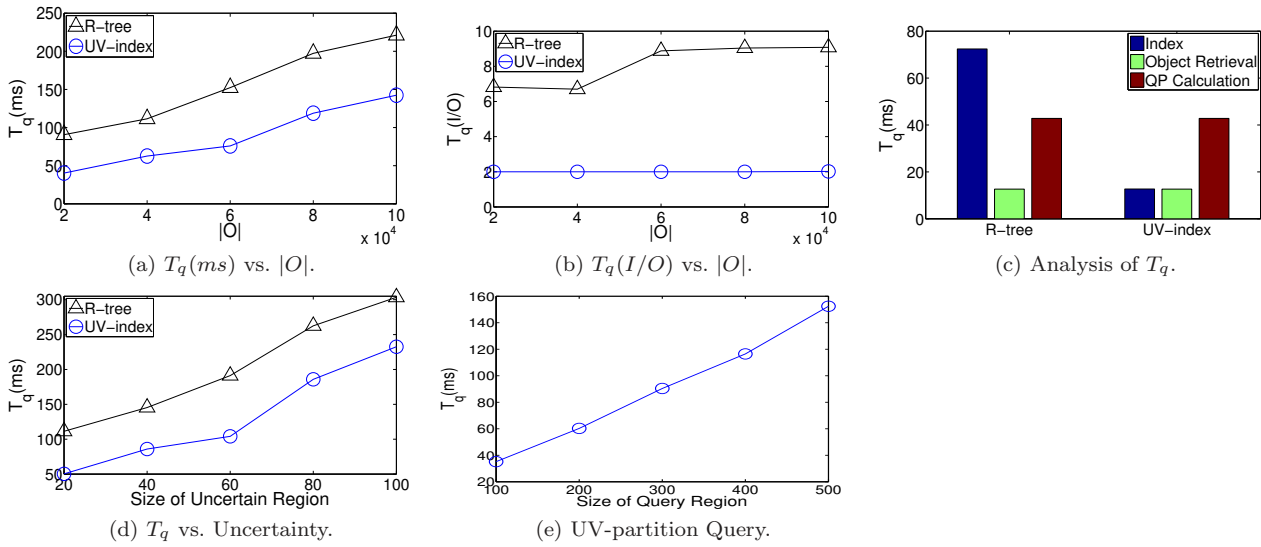 250
200
150
100
50
0
T_q(ms)
R-tree
UV-index
2
4
6
8
10
|O|
x 10^4
(a) T_q(ms) vs. |O|.
10
8
6
4
2
0
T_q(I/O)
R-tree
UV-index
2
4
6
8
10
|O|
x 10^4
(b) T_q(I/O) vs. |O|.
80
60
40
20
0
T_q(ms)
Index
Object Retrieval
QP Calculation
R-tree
UV-index
(c) Analysis of T_q.
300
250
200
150
100
50
T_q(ms)
R-tree
UV-index
20
40
60
80
100
Size of Uncertain Region
(d) T_q vs. Uncertainty.
160
140
120
100
80
60
40
20
T_q(ms)
100
200
300
400
500
Size of Query Region
(e) UV-partition Query.